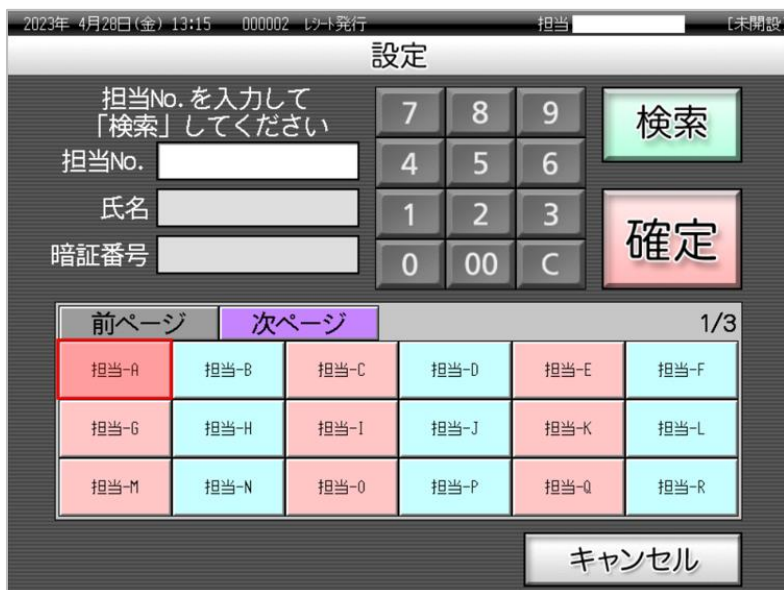 2023年 4月28日(金) 13:15 000002 レシート発行 担当 [未開設
設定
担当No.を入力して
「検索」してください
担当No.
氏名
暗証番号
7 8 9
4 5 6
1 2 3
0 00 C
検索
確定
前ページ 次ページ 1/3
担当-A 担当-B 担当-C 担当-D 担当-E 担当-F
担当-G 担当-H 担当-I 担当-J 担当-K 担当-L
担当-M 担当-N 担当-O 担当-P 担当-Q 担当-R
キャンセル